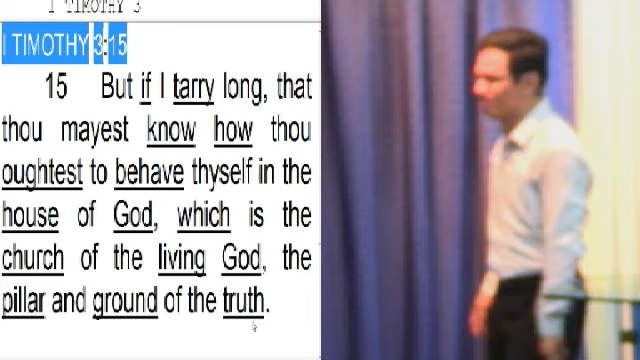 I TIMOTHY 3
I TIMOTHY 3:15
15 But if I tarry long, that
thou mayest know how thou
oughtest to behave thyself in the
house of God, which is the
church of the living God, the
pillar and ground of the truth.